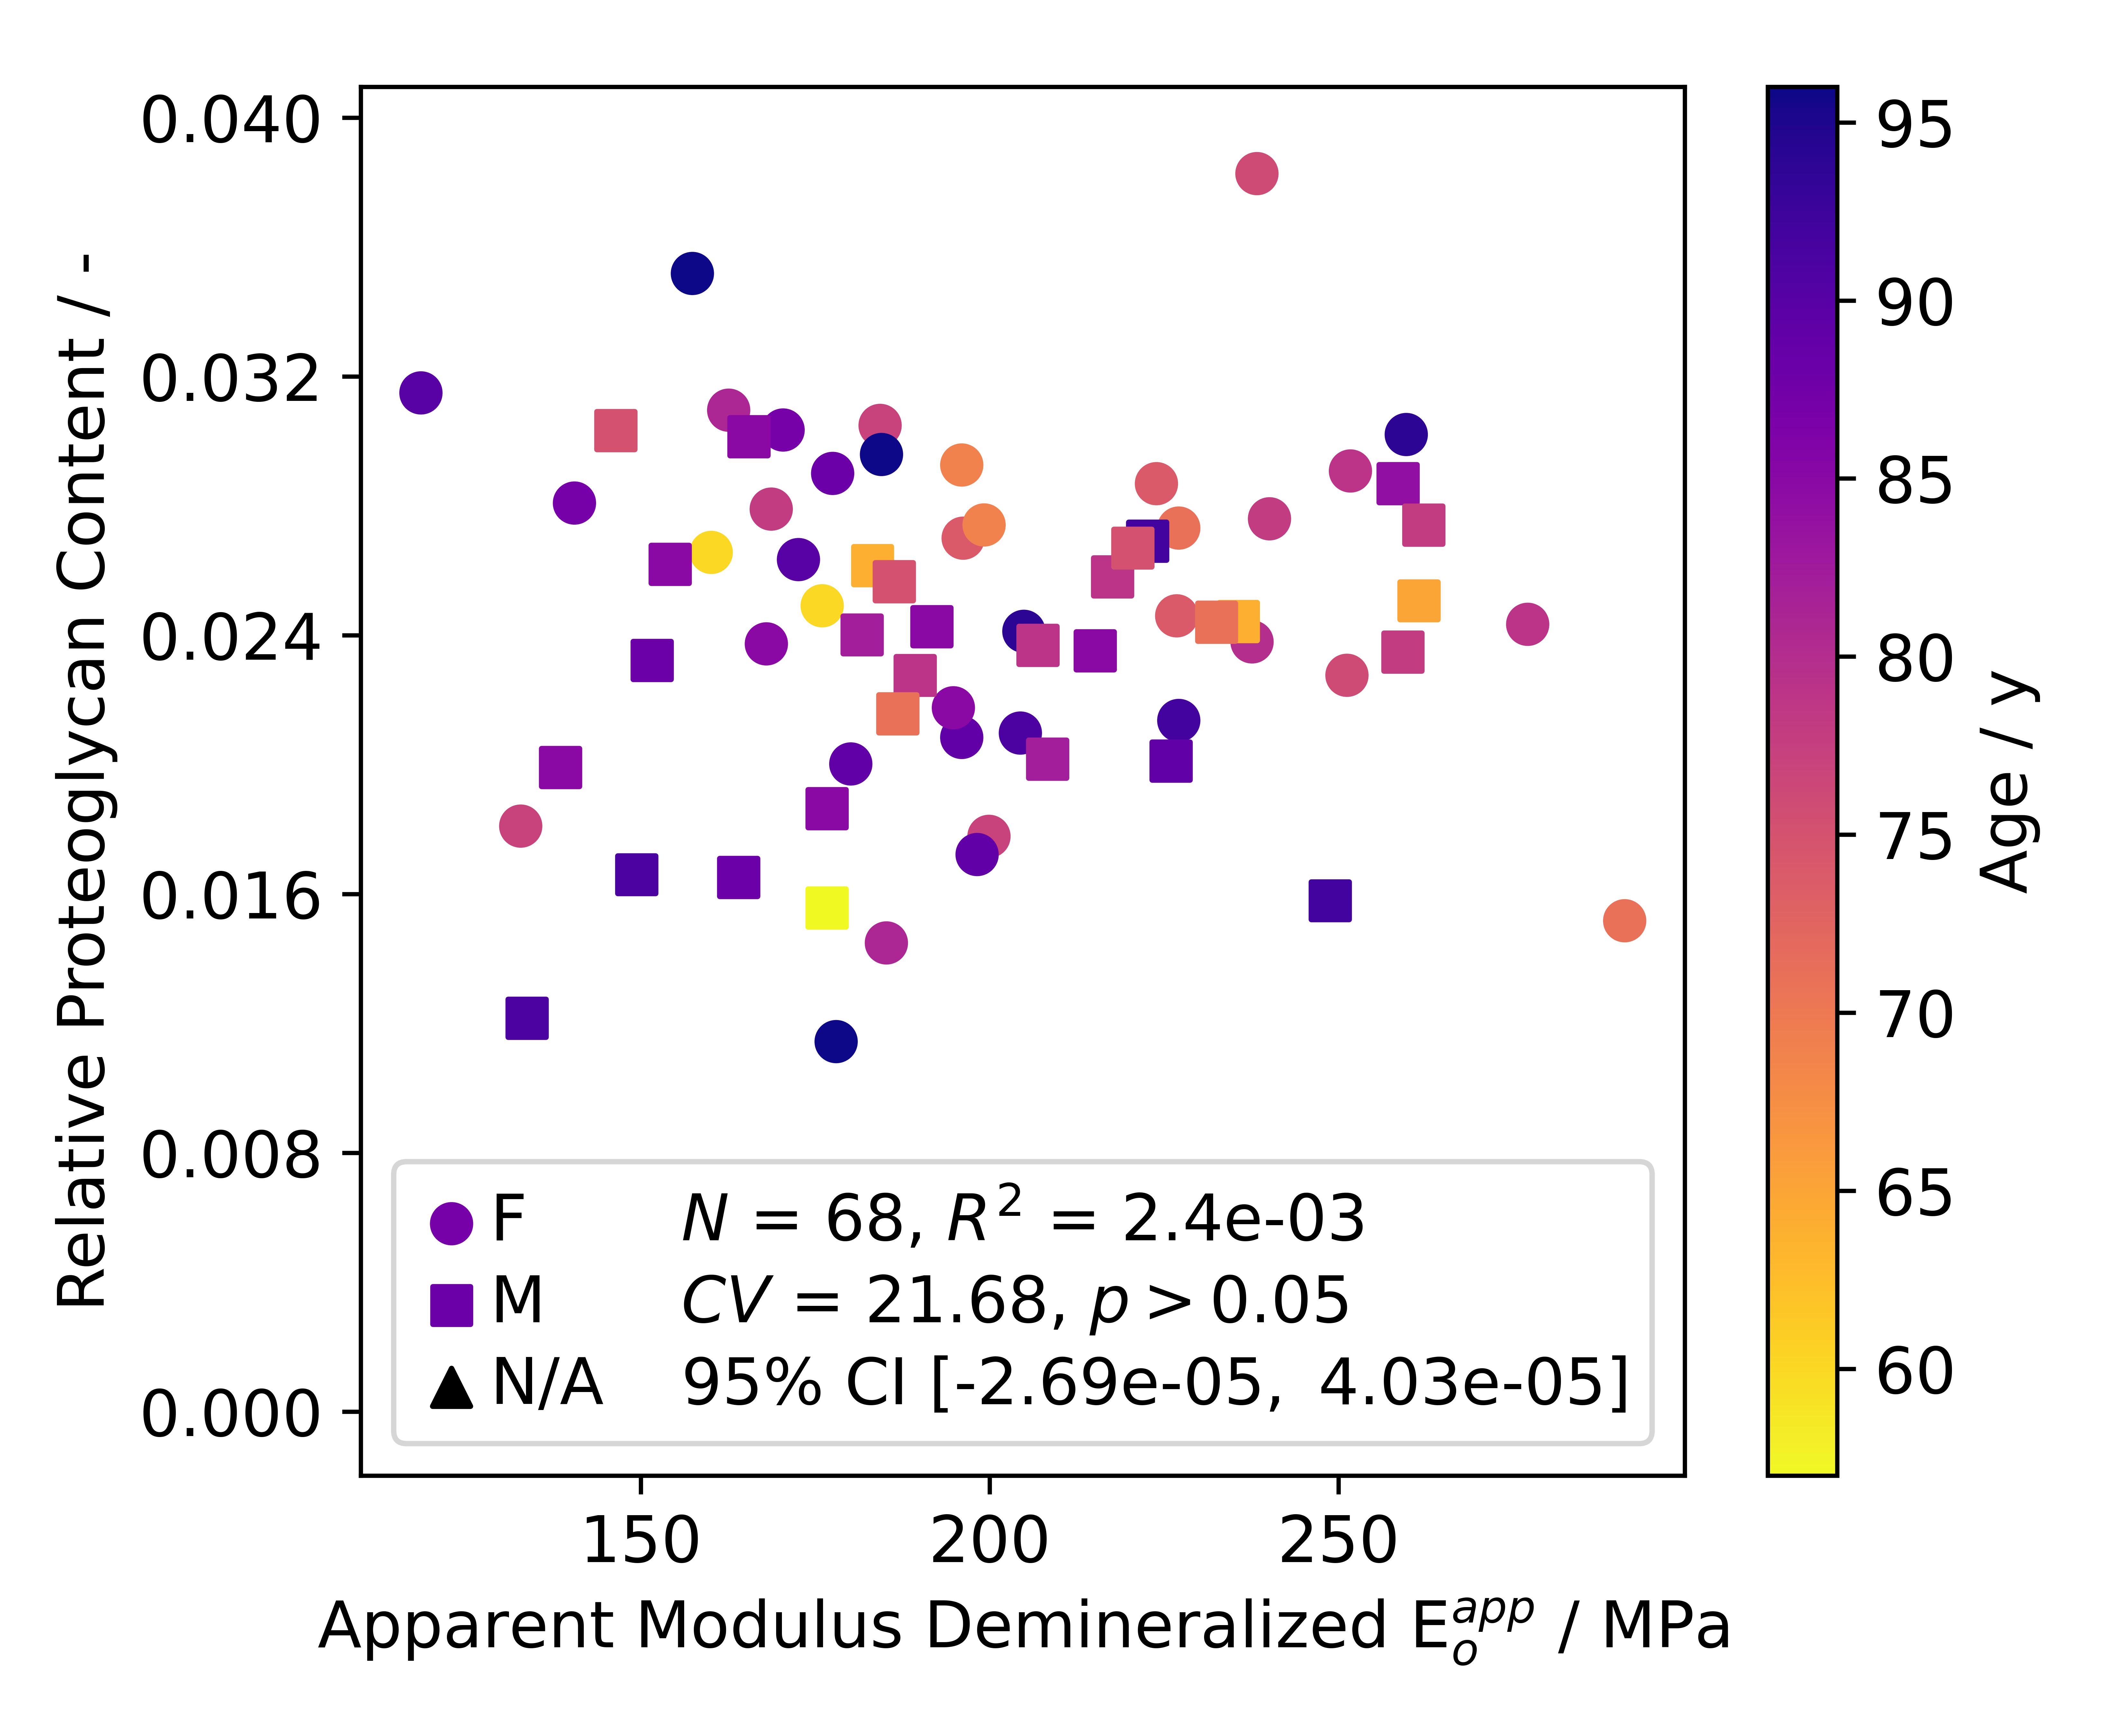 Relative Proteoglycan Content / -
0.040
0.032
0.024
0.016
0.008
0.000
F N = 68, R² = 2.4e-03
M CV = 21.68, p > 0.05
N/A 95% CI [-2.69e-05, 4.03e-05]
150 200 250
Apparent Modulus Demineralized E_o^app / MPa
95
90
85
80
75
70
65
60
Age / y